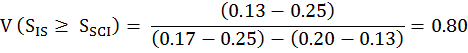 V (S_IS ≥ S_SCI) = (0.13 − 0.25) / ((0.17 − 0.25) − (0.20 − 0.13)) = 0.80